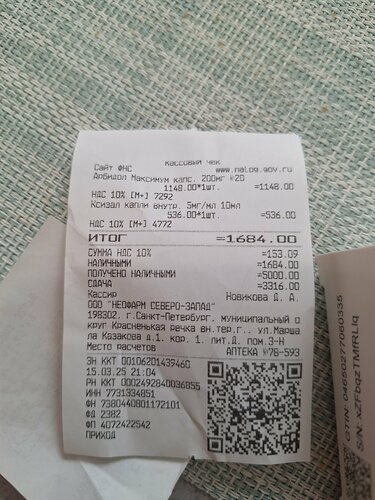 кассовый чек
Сайт ФНС www.nalog.gov.ru
Арбидол Максимум капс. 200мг №20
1148.00*1шт. =1148.00
НДС 10% [M+] 7292
Ксизал капли внутр. 5мг/мл 10мл
536.00*1шт. =536.00
НДС 10% [M+] 4772
ИТОГ =1684.00
СУММА НДС 10% =153.09
НАЛИЧНЫМИ =1684.00
ПОЛУЧЕНО НАЛИЧНЫМИ =5000.00
СДАЧА =3316.00
Кассир Новикова Д. А.
ООО "НЕОФАРМ СЕВЕРО-ЗАПАД"
198302. г.Санкт-Петербург, муниципальный о
круг Красненькая речка вн.тер.г.. ул.Марша
ла Казакова д.1. кор. 1. лит.Д. пом.3-Н
Место расчетов АПТЕКА №76-593
ЗН ККТ 00106201439460
15.03.25 21:04
РН ККТ 0002492840036855
ИНН 7731334851
ФН 7380440801172101
ФД 2382
ФП 4072422542
ПРИХОД
GTIN: 04650277060335
S/N: xZFbqzTMfRLIq